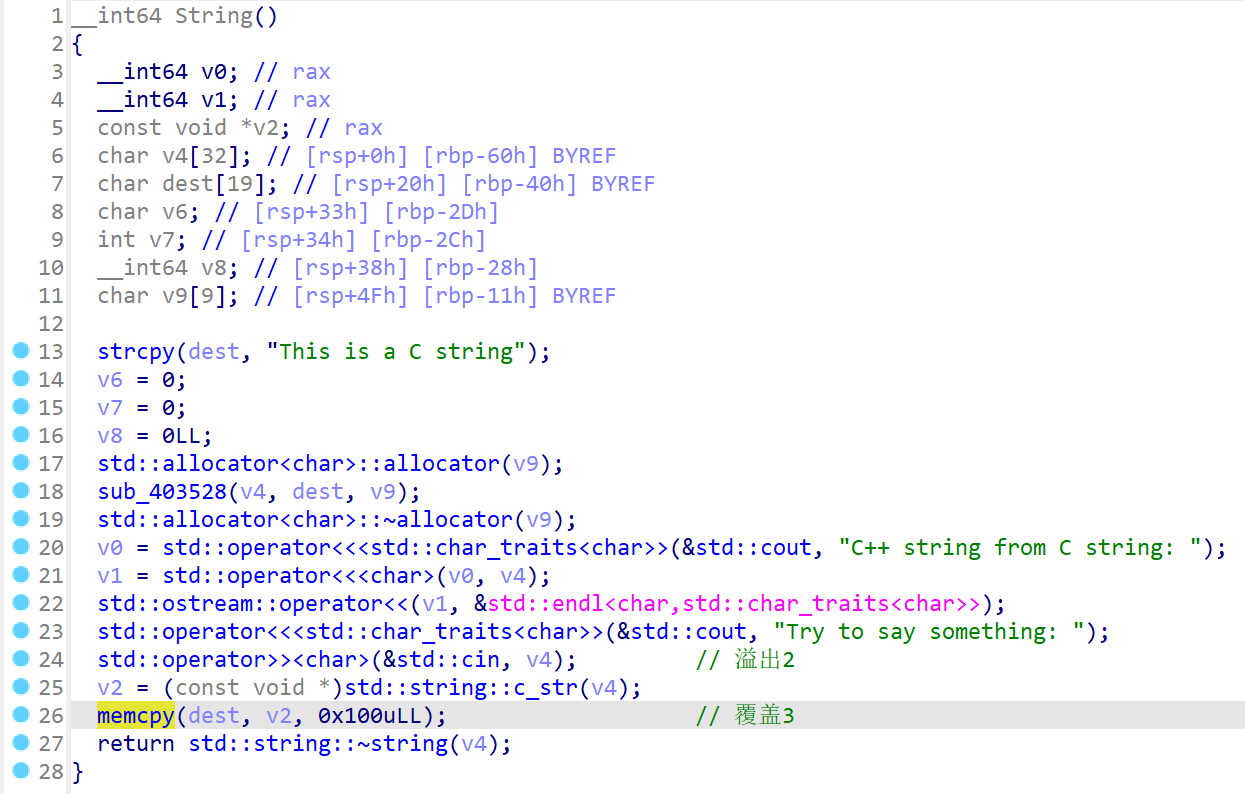 1 __int64 String()
2 {
3 __int64 v0; // rax
4 __int64 v1; // rax
5 const void *v2; // rax
6 char v4[32]; // [rsp+0h] [rbp-60h] BYREF
7 char dest[19]; // [rsp+20h] [rbp-40h] BYREF
8 char v6; // [rsp+33h] [rbp-2Dh]
9 int v7; // [rsp+34h] [rbp-2Ch]
10 __int64 v8; // [rsp+38h] [rbp-28h]
11 char v9[9]; // [rsp+4Fh] [rbp-11h] BYREF
12
13 strcpy(dest, "This is a C string");
14 v6 = 0;
15 v7 = 0;
16 v8 = 0LL;
17 std::allocator<char>::allocator(v9);
18 sub_403528(v4, dest, v9);
19 std::allocator<char>::~allocator(v9);
20 v0 = std::operator<<<std::char_traits<char>>(&std::cout, "C++ string from C string: ");
21 v1 = std::operator<<<char>(v0, v4);
22 std::ostream::operator<<(v1, &std::endl<char,std::char_traits<char>>);
23 std::operator<<<std::char_traits<char>>(&std::cout, "Try to say something: ");
24 std::operator>><char>(&std::cin, v4); // 溢出2
25 v2 = (const void *)std::string::c_str(v4);
26 memcpy(dest, v2, 0x100uLL); // 覆盖3
27 return std::string::~string(v4);
28 }